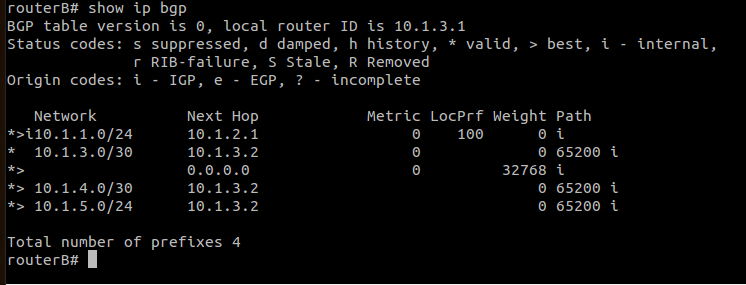 routerB# show ip bgp
BGP table version is 0, local router ID is 10.1.3.1
Status codes: s suppressed, d damped, h history, * valid, > best, i - internal,
              r RIB-failure, S Stale, R Removed
Origin codes: i - IGP, e - EGP, ? - incomplete

   Network          Next Hop            Metric LocPrf Weight Path
*>i10.1.1.0/24      10.1.2.1                 0    100      0 i
*  10.1.3.0/30      10.1.3.2                 0             0 65200 i
*>                  0.0.0.0                  0         32768 i
*> 10.1.4.0/30      10.1.3.2                               0 65200 i
*> 10.1.5.0/24      10.1.3.2                               0 65200 i

Total number of prefixes 4
routerB#